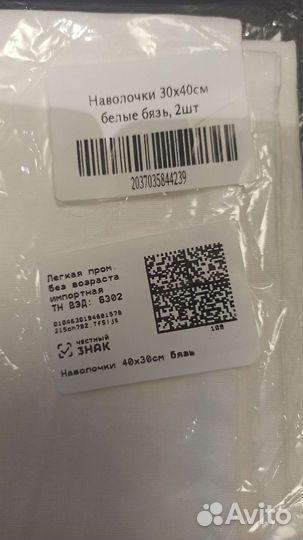 Наволочки 30х40см
белые бязь, 2шт
2037035844239
Легкая пром.
Без возраста
импортная
ТН ВЭД: 6302
честный
ЗНАК
108
Наволочки 40х30см Бязь
Avito